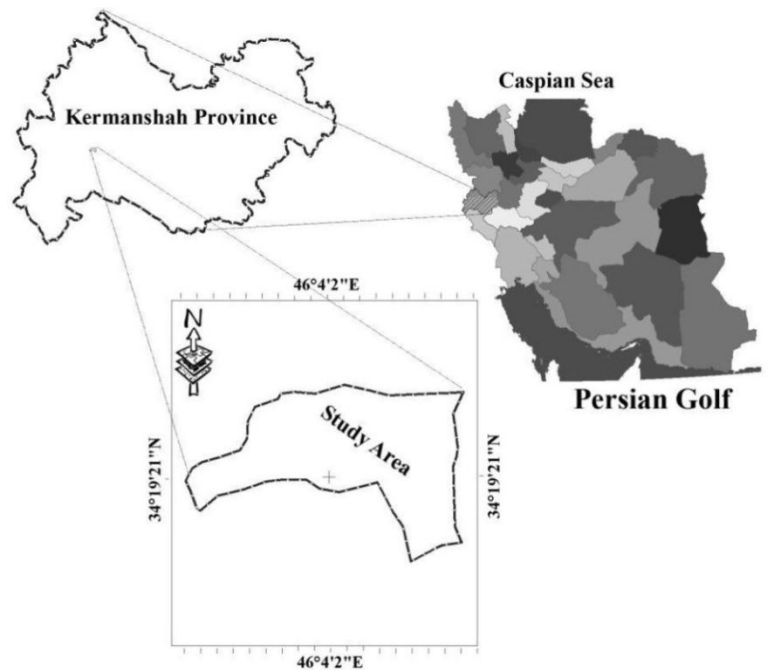 Kermanshah Province
Caspian Sea
Persian Golf
46°4'2"E
N
Study Area
34°19'21"N
34°19'21"N
46°4'2"E